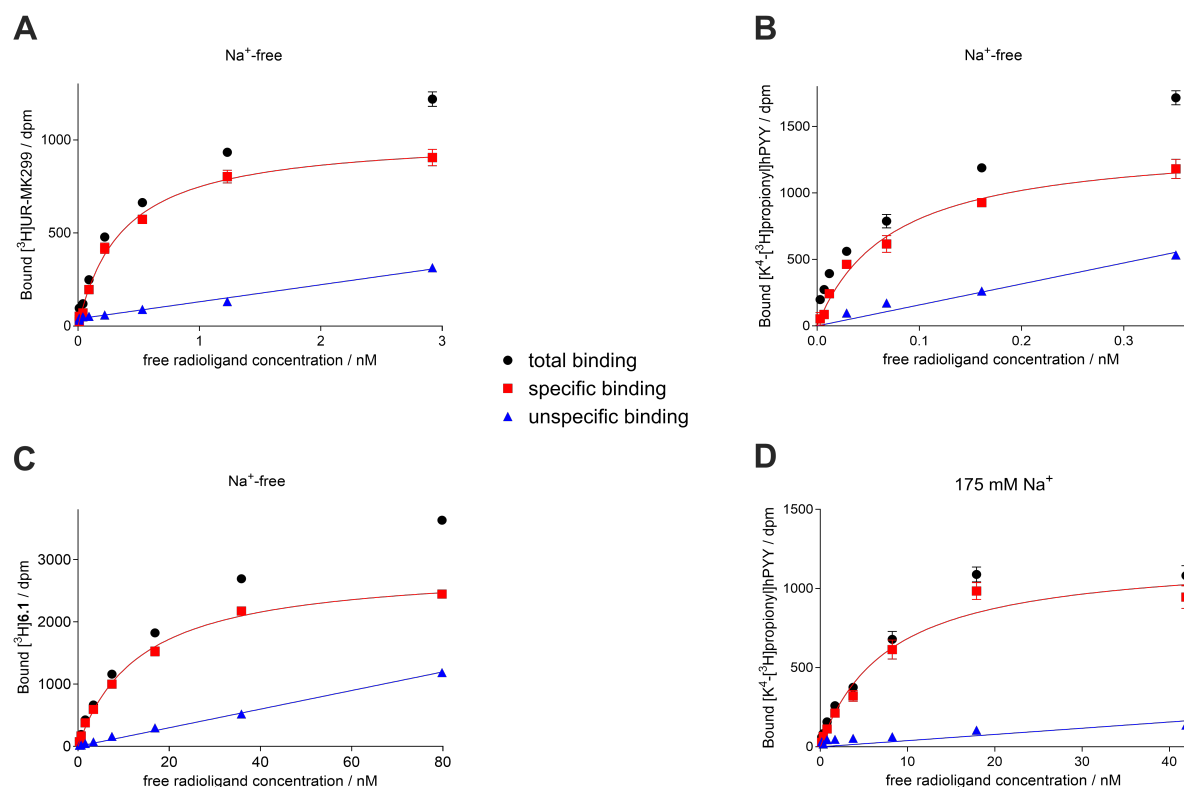 A
Na⁺-free
Bound [³H]UR-MK299 / dpm
1000
500
0
0
1
2
3
free radioligand concentration / nM
B
Na⁺-free
Bound [K⁴-[³H]propionyl]hPYY / dpm
1500
1000
500
0
0.0
0.1
0.2
0.3
free radioligand concentration / nM
total binding
specific binding
unspecific binding
C
Na⁺-free
Bound [³H]6.1 / dpm
3000
2000
1000
0
0
20
40
60
80
free radioligand concentration / nM
D
175 mM Na⁺
Bound [K⁴-[³H]propionyl]hPYY / dpm
1500
1000
500
0
0
10
20
30
40
free radioligand concentration / nM